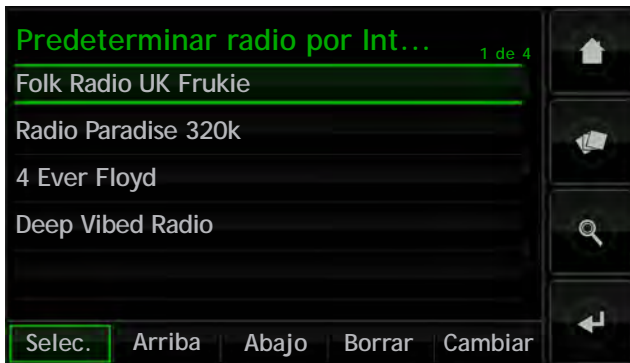 Predeterminar radio por Int...
1 de 4
Folk Radio UK Frukie
Radio Paradise 320k
4 Ever Floyd
Deep Vibed Radio
Selec. Arriba Abajo Borrar Cambiar